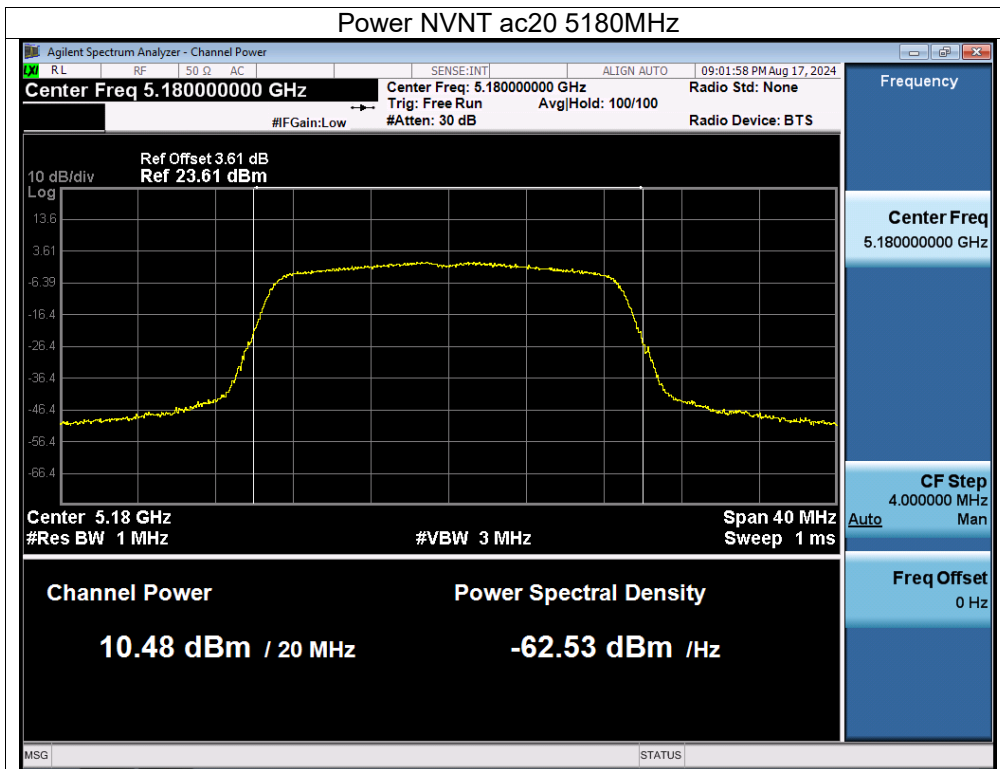 Power NVNT ac20 5180MHz
Agilent Spectrum Analyzer - Channel Power
LXI RL RF 50 Ω AC SENSE:INT ALIGN AUTO 09:01:58 PM Aug 17, 2024
Center Freq 5.180000000 GHz
Center Freq: 5.180000000 GHz Radio Std: None
Trig: Free Run Avg|Hold: 100/100
#IFGain:Low #Atten: 30 dB Radio Device: BTS
Ref Offset 3.61 dB
10 dB/div Ref 23.61 dBm
Log
13.6
3.61
-6.39
-16.4
-26.4
-36.4
-46.4
-56.4
-66.4
Center 5.18 GHz Span 40 MHz
#Res BW 1 MHz #VBW 3 MHz Sweep 1 ms
Channel Power Power Spectral Density
10.48 dBm / 20 MHz -62.53 dBm /Hz
Frequency
Center Freq
5.180000000 GHz
CF Step
4.000000 MHz
Auto Man
Freq Offset
0 Hz
MSG STATUS